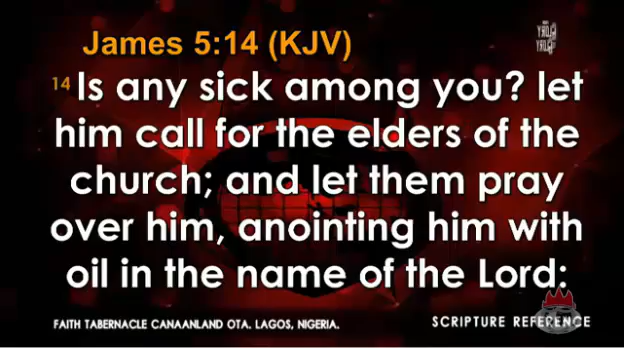 James 5:14 (KJV)
14 Is any sick among you? let
him call for the elders of the
church; and let them pray
over him, anointing him with
oil in the name of the Lord:
FAITH TABERNACLE CANAANLAND OTA. LAGOS, NIGERIA.
SCRIPTURE REFERENCE